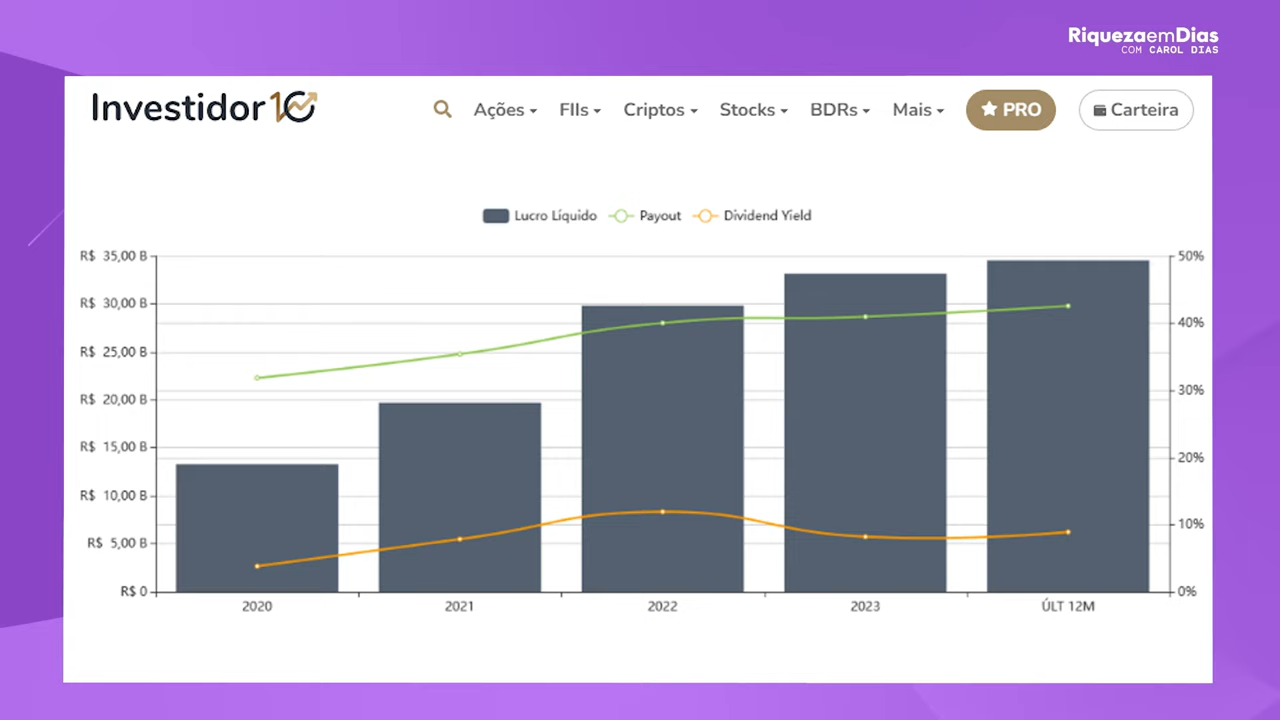 RiquezaemDias
COM CAROL DIAS
Investidor 10
Ações
FIIs
Criptos
Stocks
BDRs
Mais
PRO
Carteira
Lucro Líquido
Payout
Dividend Yield
R$ 35,00 B
R$ 30,00 B
R$ 25,00 B
R$ 20,00 B
R$ 15,00 B
R$ 10,00 B
R$ 5,00 B
R$ 0
50%
40%
30%
20%
10%
0%
2020
2021
2022
2023
ÚLT 12M